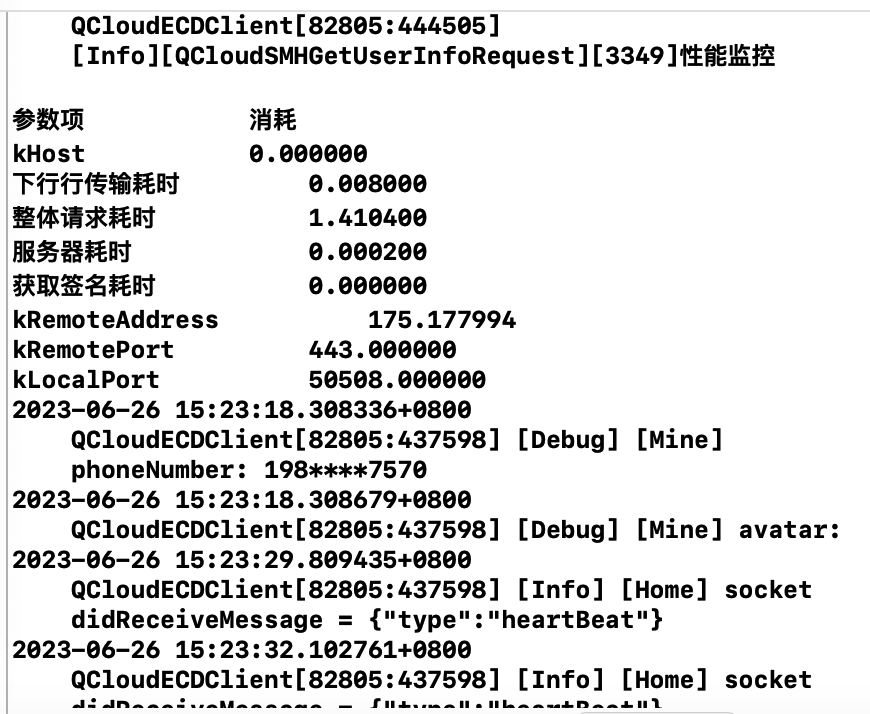 QCloudECDClient[82805:444505]
[Info][QCloudSMHGetUserInfoRequest][3349]性能监控
参数项 消耗
kHost 0.000000
下行行传输耗时 0.008000
整体请求耗时 1.410400
服务器耗时 0.000200
获取签名耗时 0.000000
kRemoteAddress 175.177994
kRemotePort 443.000000
kLocalPort 50508.000000
2023-06-26 15:23:18.308336+0800
QCloudECDClient[82805:437598] [Debug] [Mine]
phoneNumber: 198****7570
2023-06-26 15:23:18.308679+0800
QCloudECDClient[82805:437598] [Debug] [Mine] avatar:
2023-06-26 15:23:29.809435+0800
QCloudECDClient[82805:437598] [Info] [Home] socket
didReceiveMessage = {"type":"heartBeat"}
2023-06-26 15:23:32.102761+0800
QCloudECDClient[82805:437598] [Info] [Home] socket
didReceiveMessage = {"type":"heartBeat"}